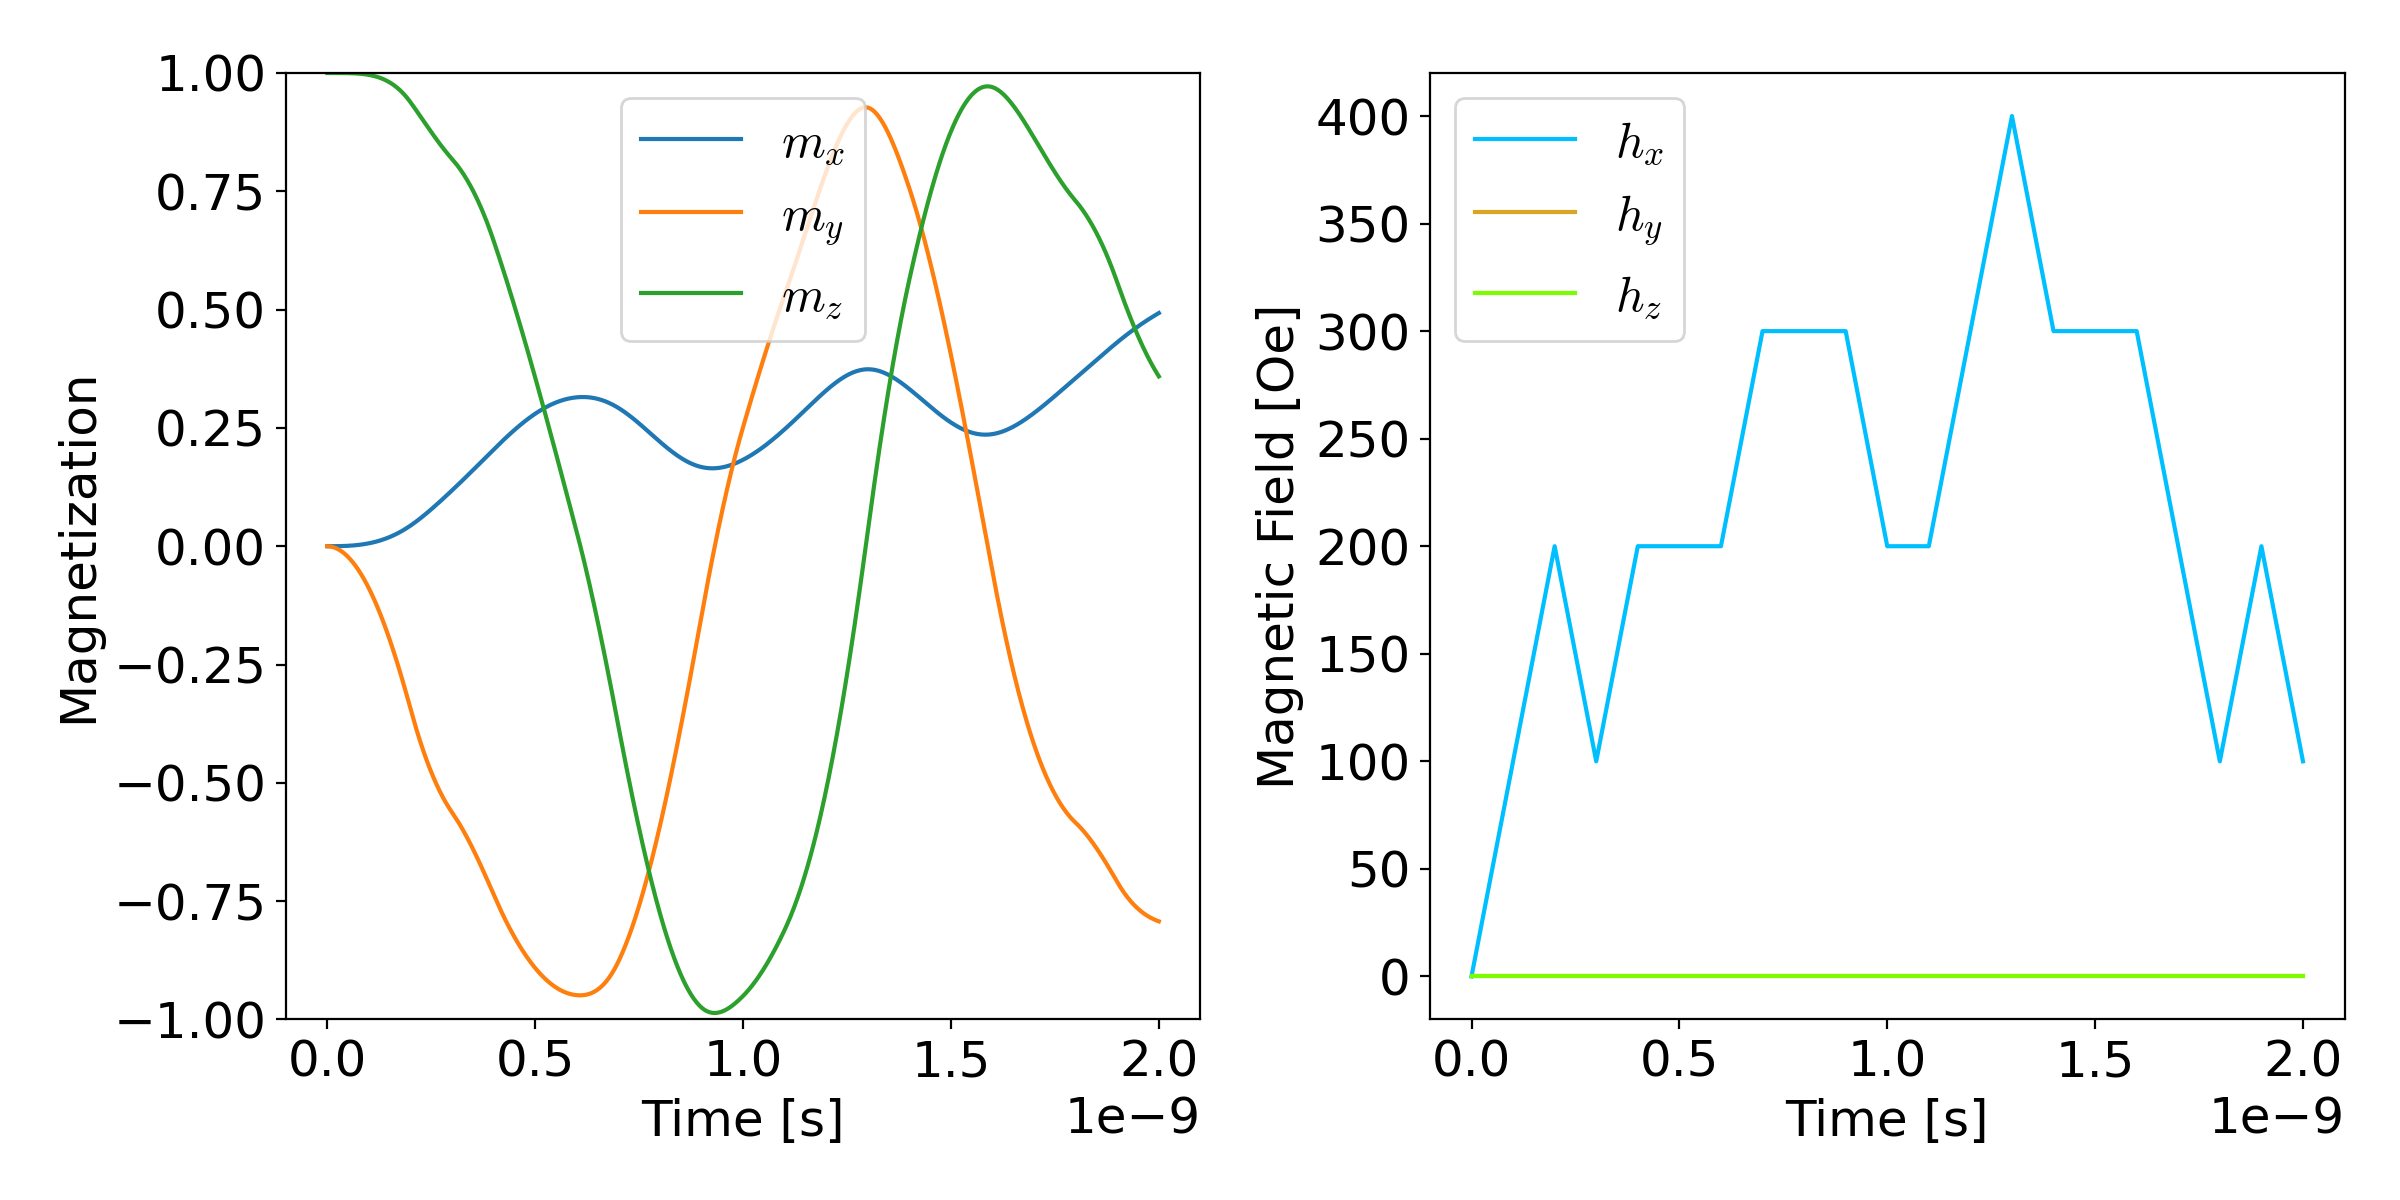 Magnetization
1.00
0.75
0.50
0.25
0.00
−0.25
−0.50
−0.75
−1.00
0.0 0.5 1.0 1.5 2.0
Time [s]
1e−9
m_x
m_y
m_z
Magnetic Field [Oe]
400
350
300
250
200
150
100
50
0
0.0 0.5 1.0 1.5 2.0
Time [s]
1e−9
h_x
h_y
h_z